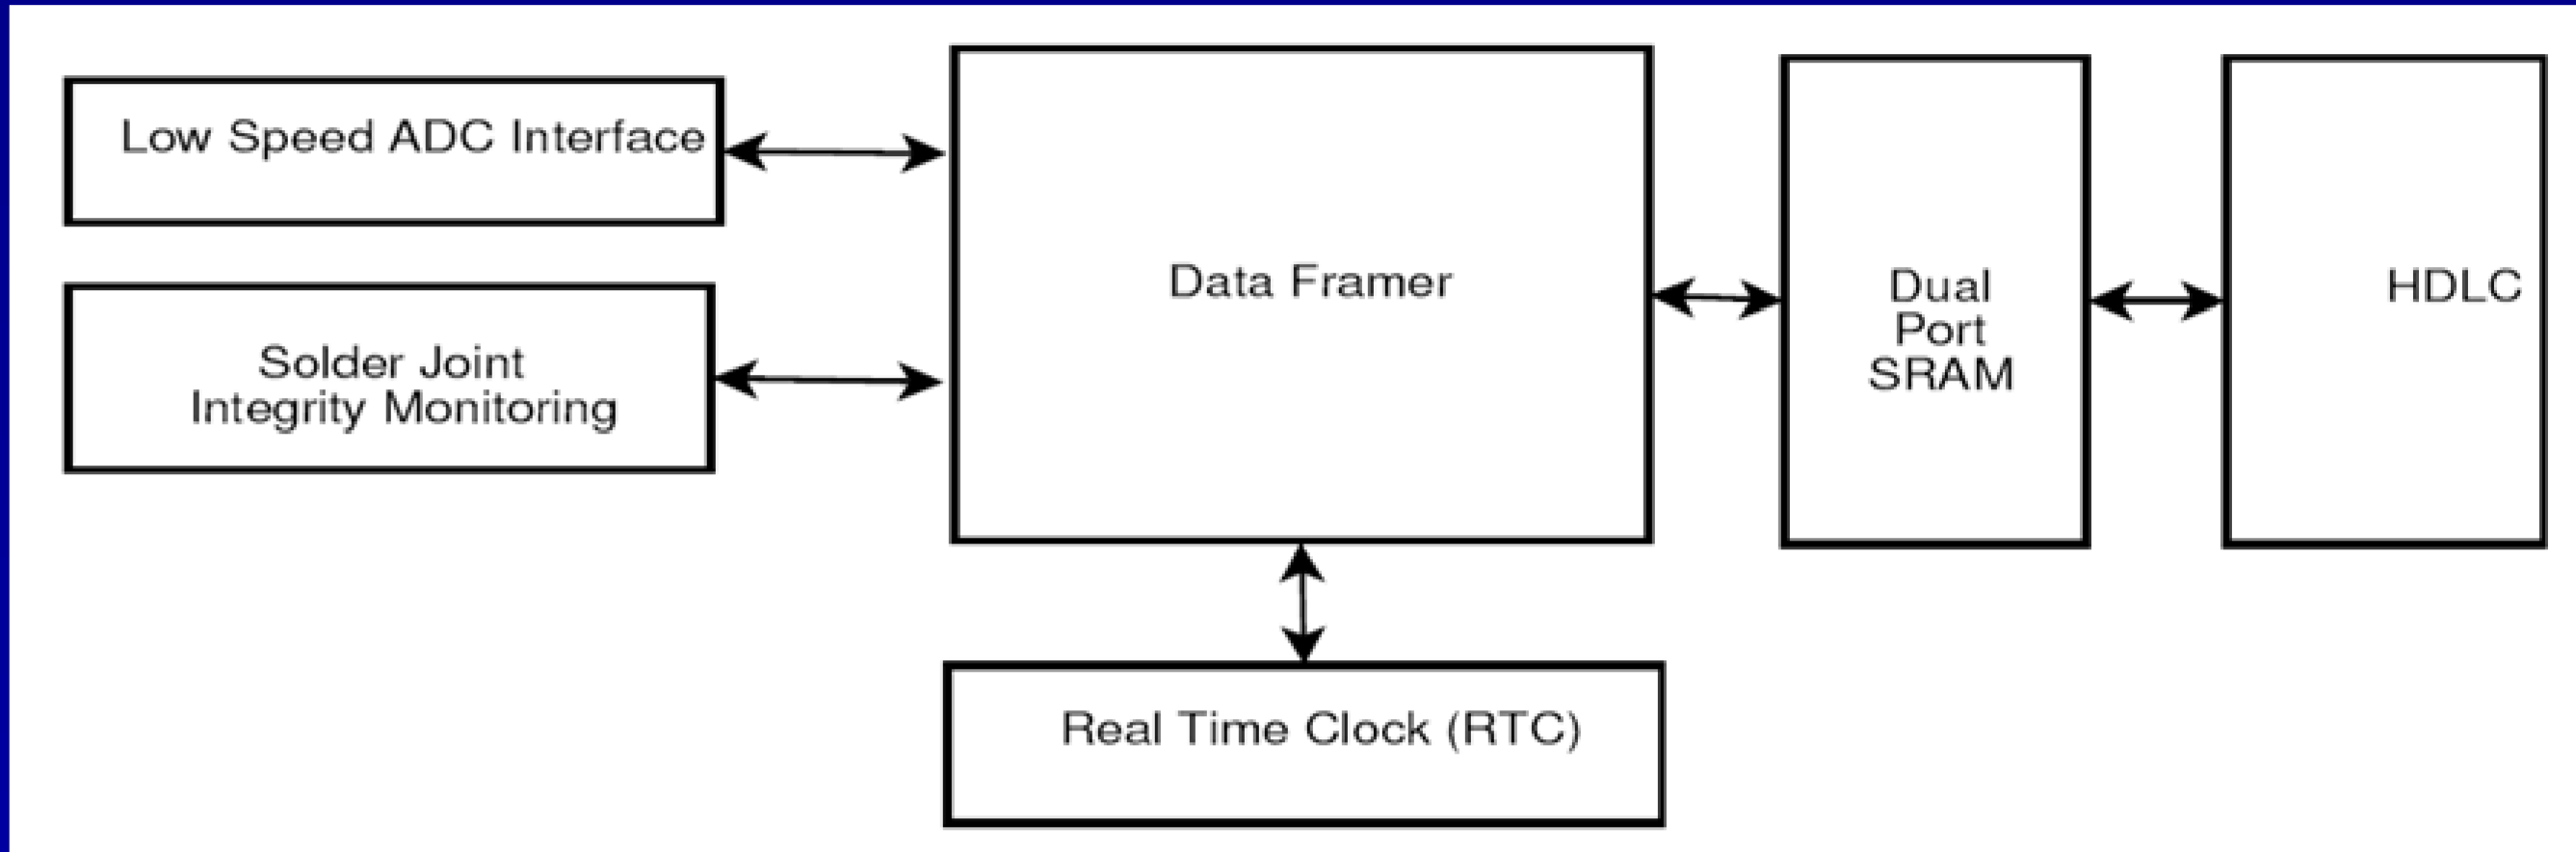 Low Speed ADC Interface
Solder Joint
Integrity Monitoring
Data Framer
Real Time Clock (RTC)
Dual
Port
SRAM
HDLC